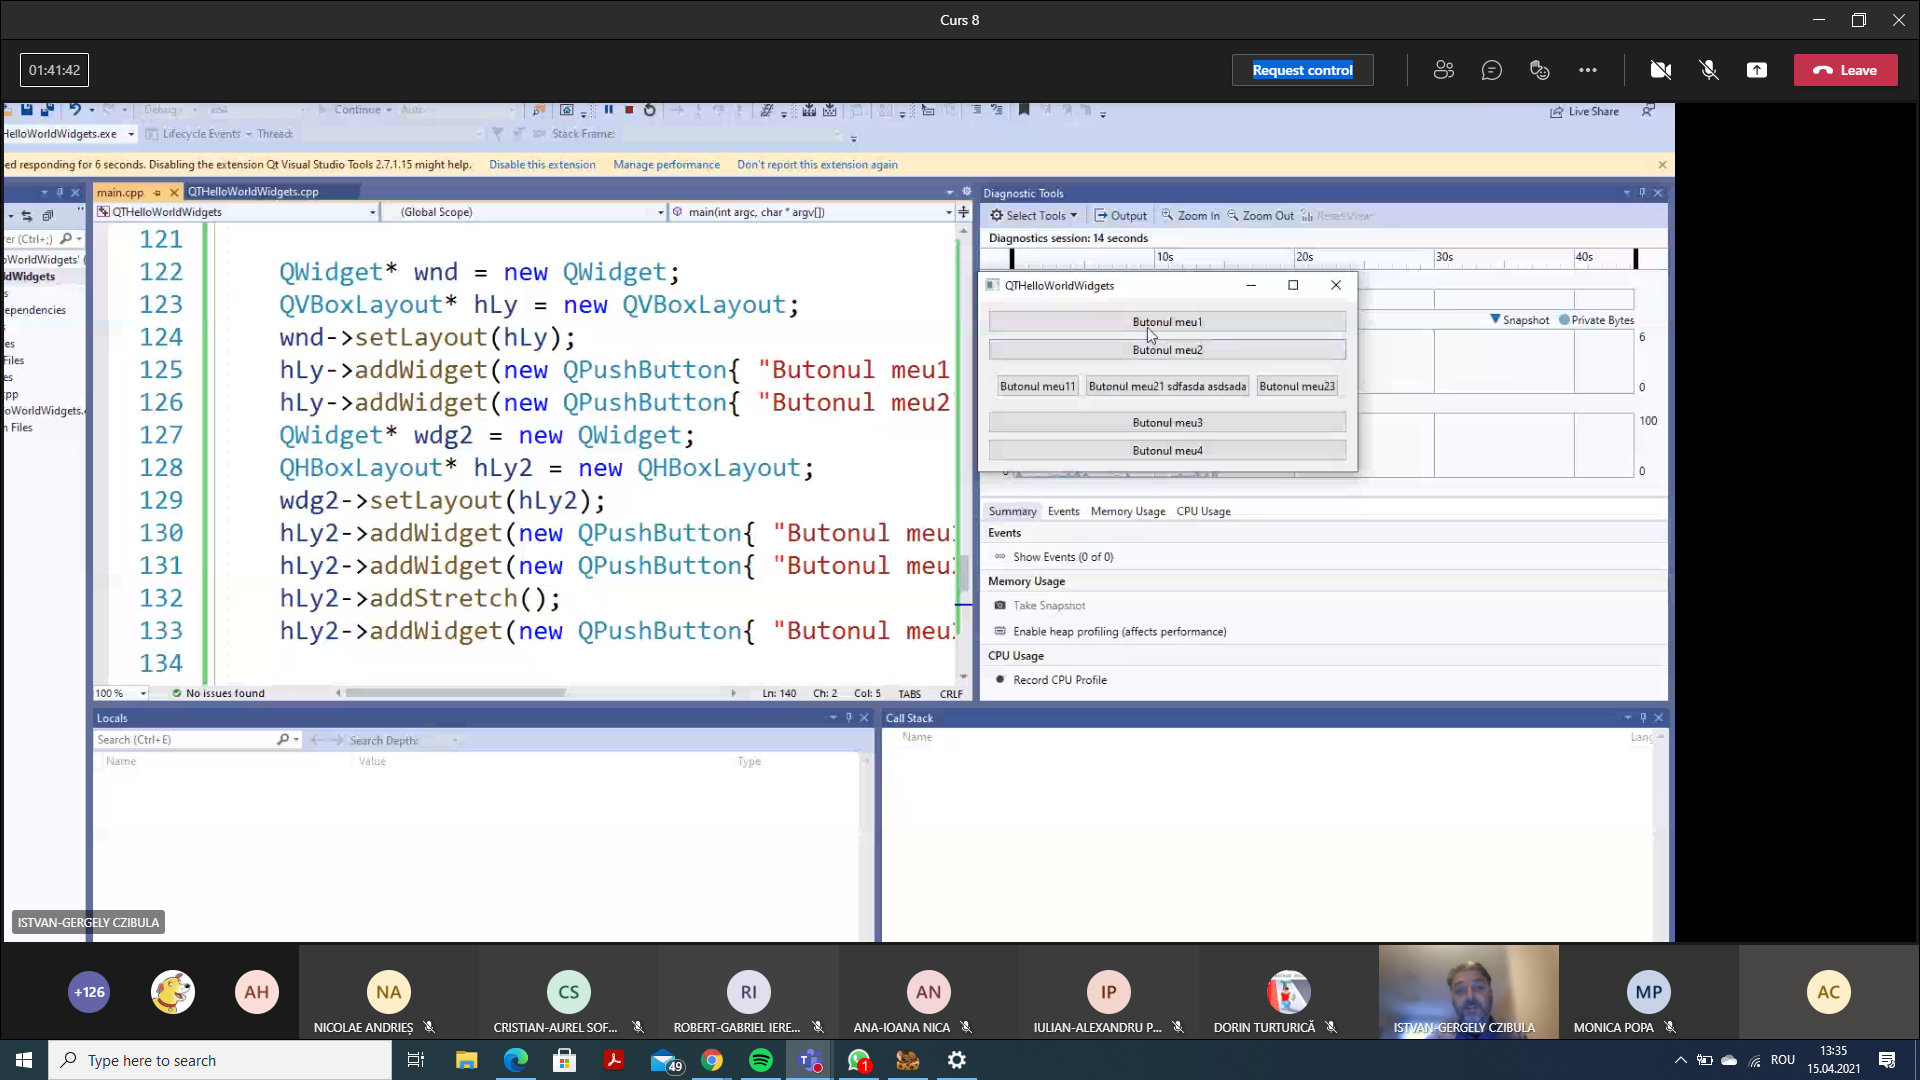 Curs 8
01:41:42
Request control
Leave
Debug x64 Continue Auto
Live Share
HelloWorldWidgets.exe Lifecycle Events Thread: Stack Frame:
ed responding for 6 seconds. Disabling the extension Qt Visual Studio Tools 2.7.1.15 might help. Disable this extension Manage performance Don't report this extension again
main.cpp QTHelloWorldWidgets.cpp
QTHelloWorldWidgets (Global Scope) main(int argc, char * argv[])
rer (Ctrl+;)
oWorldWidgets' (
ldWidgets
s
ependencies
es
Files
es
cpp
oWorldWidgets.
n Files
121
122 QWidget* wnd = new QWidget;
123 QVBoxLayout* hLy = new QVBoxLayout;
124 wnd->setLayout(hLy);
125 hLy->addWidget(new QPushButton{ "Butonul meu1
126 hLy->addWidget(new QPushButton{ "Butonul meu2
127 QWidget* wdg2 = new QWidget;
128 QHBoxLayout* hLy2 = new QHBoxLayout;
129 wdg2->setLayout(hLy2);
130 hLy2->addWidget(new QPushButton{ "Butonul meu
131 hLy2->addWidget(new QPushButton{ "Butonul meu
132 hLy2->addStretch();
133 hLy2->addWidget(new QPushButton{ "Butonul meu
134
100 % No issues found Ln: 140 Ch: 2 Col: 5 TABS CRLF
Diagnostic Tools
Select Tools Output Zoom In Zoom Out Reset View
Diagnostics session: 14 seconds
10s 20s 30s 40s
Snapshot Private Bytes
6
0
100
0
0
QTHelloWorldWidgets
Butonul meu1
Butonul meu2
Butonul meu11 Butonul meu21 sdfasda asdsada Butonul meu23
Butonul meu3
Butonul meu4
Summary Events Memory Usage CPU Usage
Events
Show Events (0 of 0)
Memory Usage
Take Snapshot
Enable heap profiling (affects performance)
CPU Usage
Record CPU Profile
Locals
Search (Ctrl+E) Search Depth:
Name Value Type
Call Stack
Name Lang
ISTVAN-GERGELY CZIBULA
+126 AH NA CS RI AN IP MP AC
NICOLAE ANDRIEȘ CRISTIAN-AUREL SOF... ROBERT-GABRIEL IERE... ANA-IOANA NICA IULIAN-ALEXANDRU P... DORIN TURTURICĂ ISTVAN-GERGELY CZIBULA MONICA POPA
Type here to search
49
1
ROU
13:35
15.04.2021